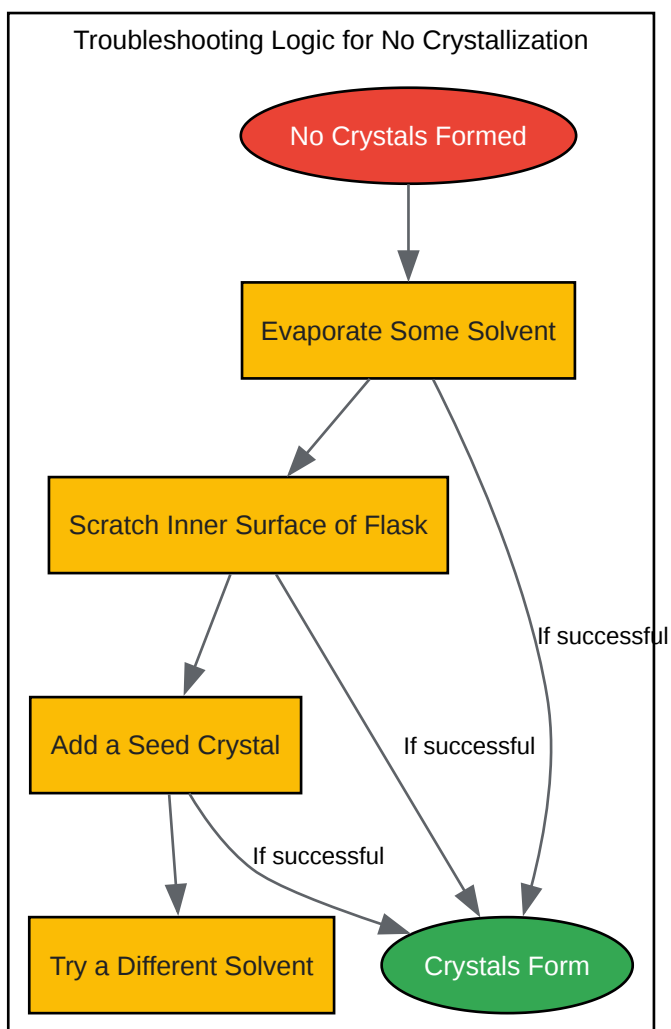 Troubleshooting Logic for No Crystallization
No Crystals Formed
Evaporate Some Solvent
Scratch Inner Surface of Flask
If successful
Add a Seed Crystal
If successful
If successful
Try a Different Solvent
Crystals Form